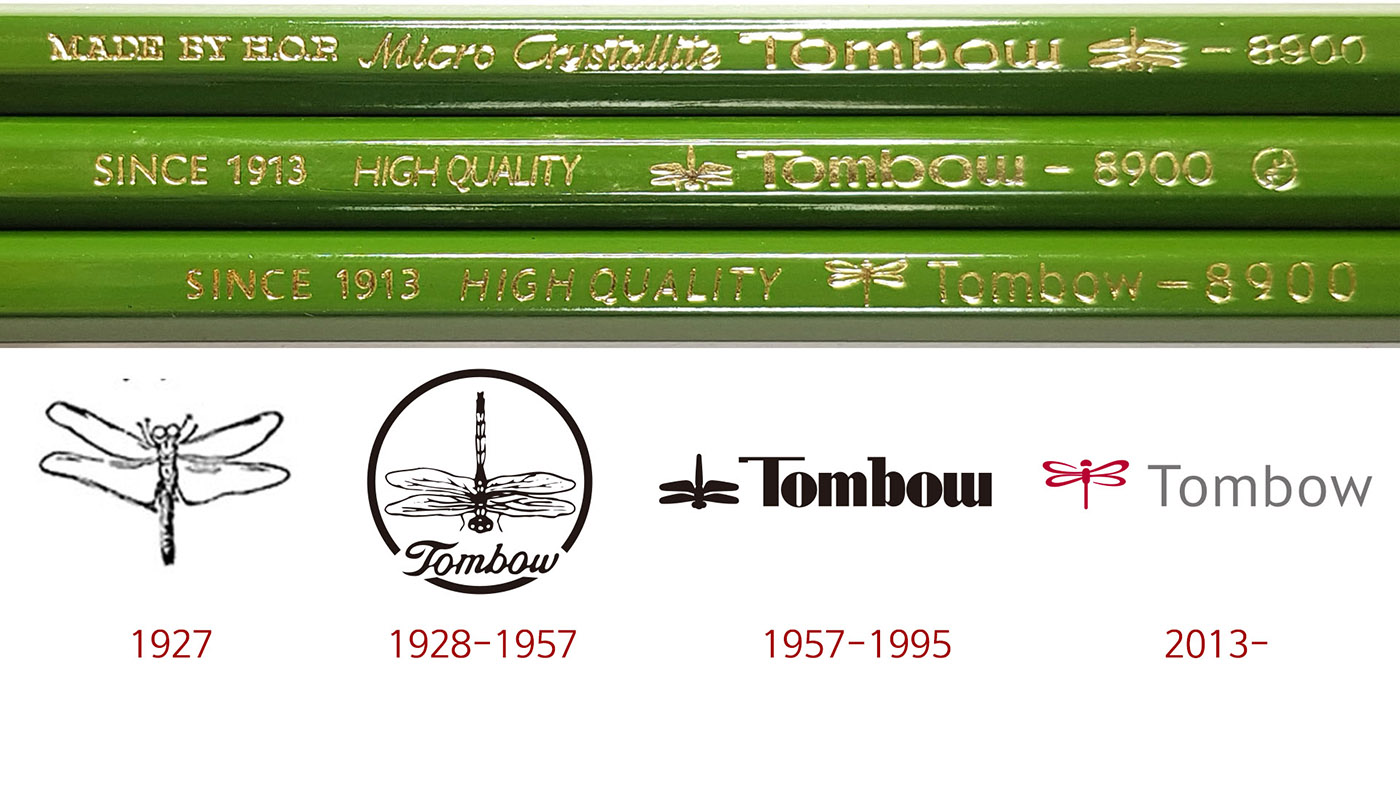 MADE BY H.O.P. Micro Crystallite Tombow - 8900
SINCE 1913 HIGH QUALITY Tombow - 8900
SINCE 1913 HIGH QUALITY Tombow - 8900
Tombow
Tombow
Tombow
1927
1928-1957
1957-1995
2013-